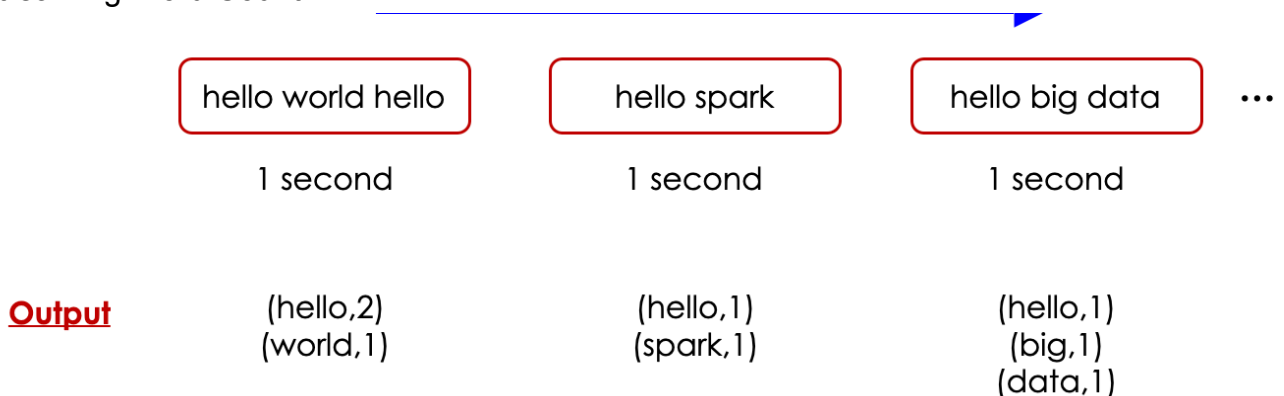 hello world hello
hello spark
hello big data
...
1 second
1 second
1 second
Output
(hello,2)
(world,1)
(hello,1)
(spark,1)
(hello,1)
(big,1)
(data,1)